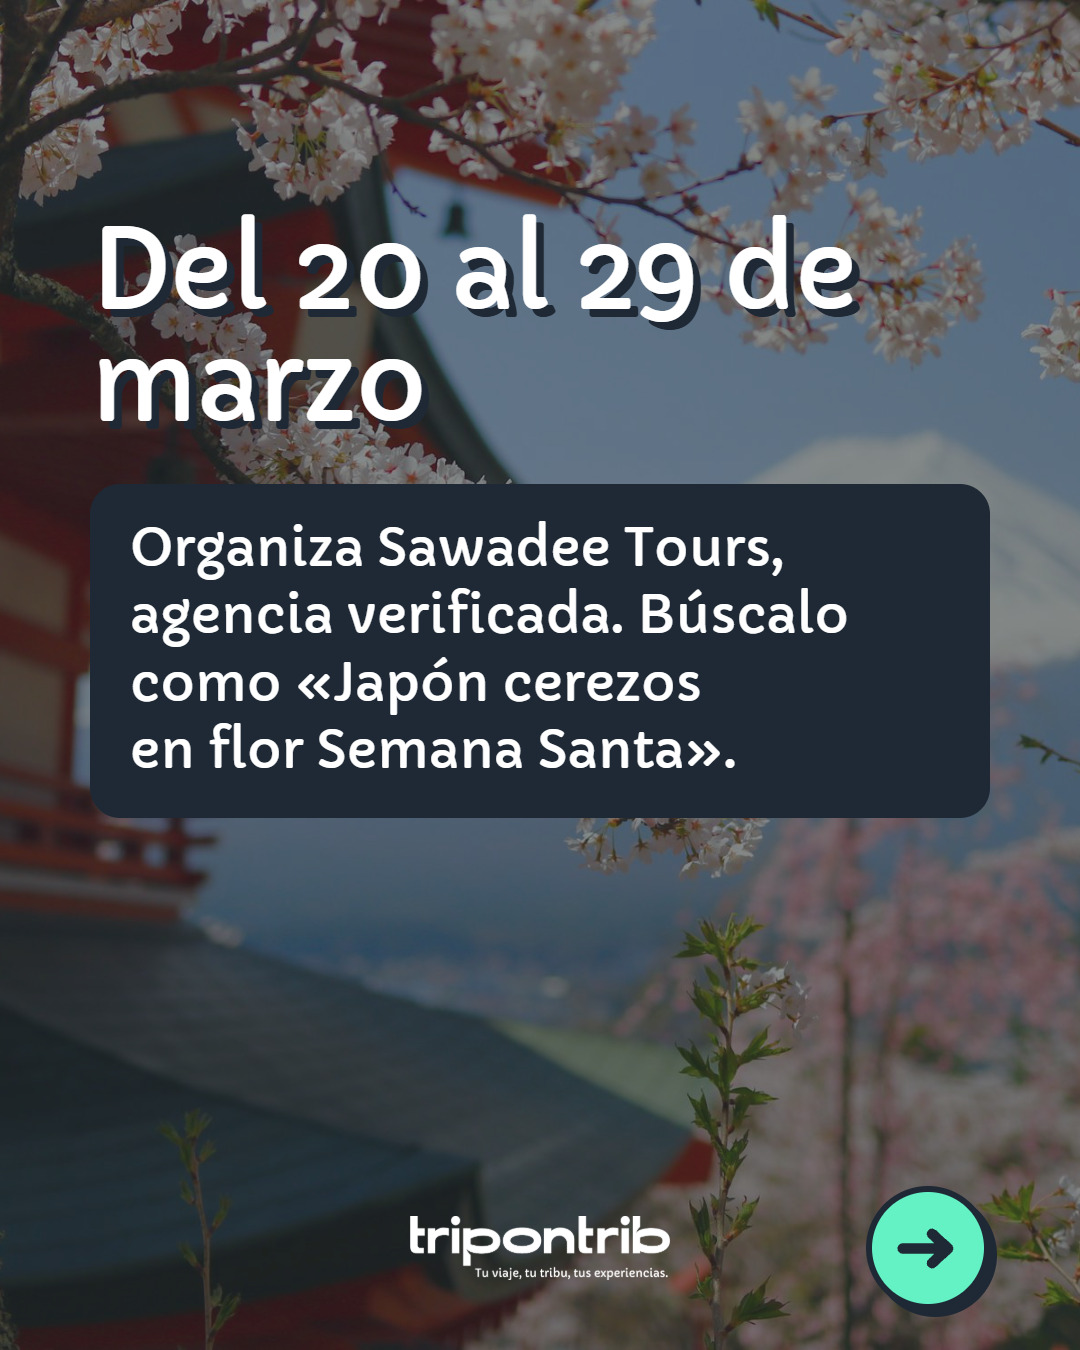 Del 20 al 29 de
marzo
Organiza Sawadee Tours,
agencia verificada. Búscalo
como «Japón cerezos
en flor Semana Santa».
tripontrib
Tu viaje, tu tribu, tus experiencias.